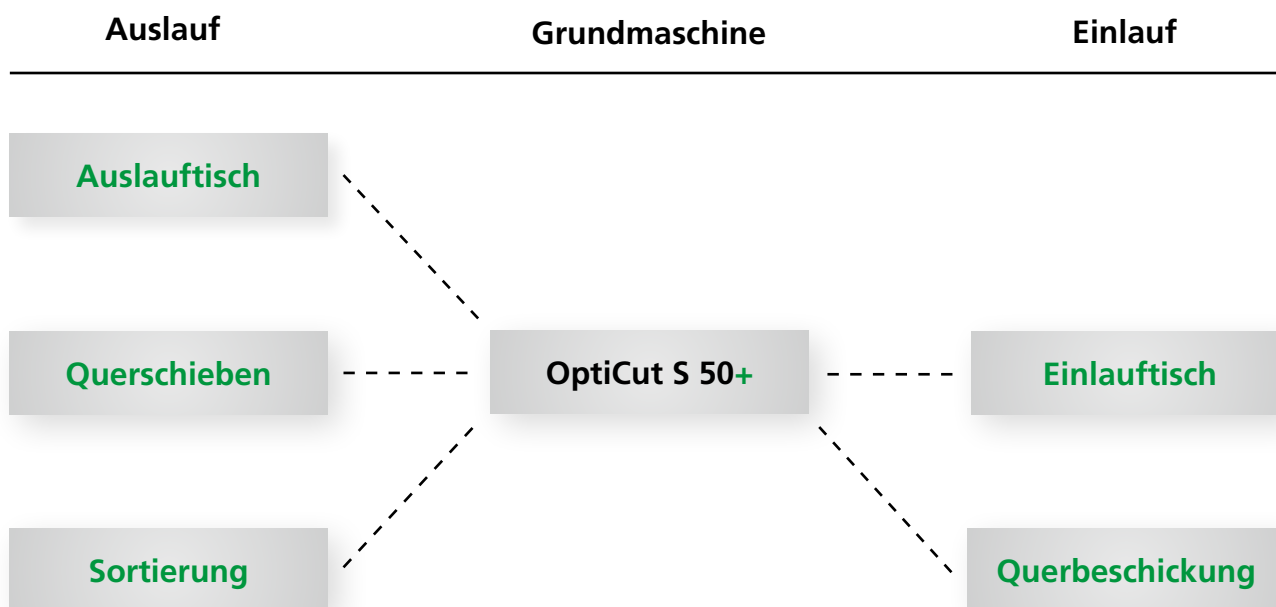 Auslauf
Grundmaschine
Einlauf
Auslauftisch
Querschieben
OptiCut S 50+
Einlauftisch
Sortierung
Querbeschickung